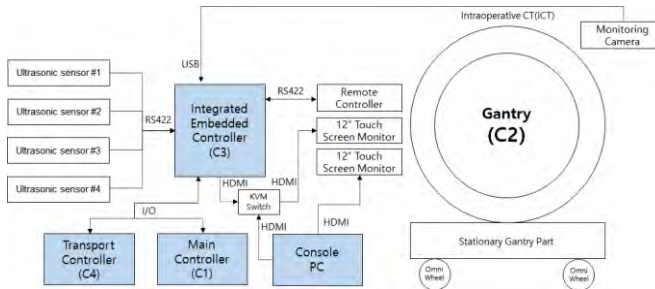 Intraoperative CT(iCT)
Monitoring
Camera
USB
Ultrasonic sensor #1
Ultrasonic sensor #2
Ultrasonic sensor #3
Ultrasonic sensor #4
RS422
Integrated
Embedded
Controller
(C3)
RS422
Remote
Controller
12" Touch
Screen Monitor
12" Touch
Screen Monitor
Gantry
(C2)
HDMI
HDMI
KVM
Switch
I/O
HDMI
HDMI
Transport
Controller
(C4)
Main
Controller
(C1)
Console
PC
Stationary Gantry Part
Omni
Wheel
Omni
Wheel